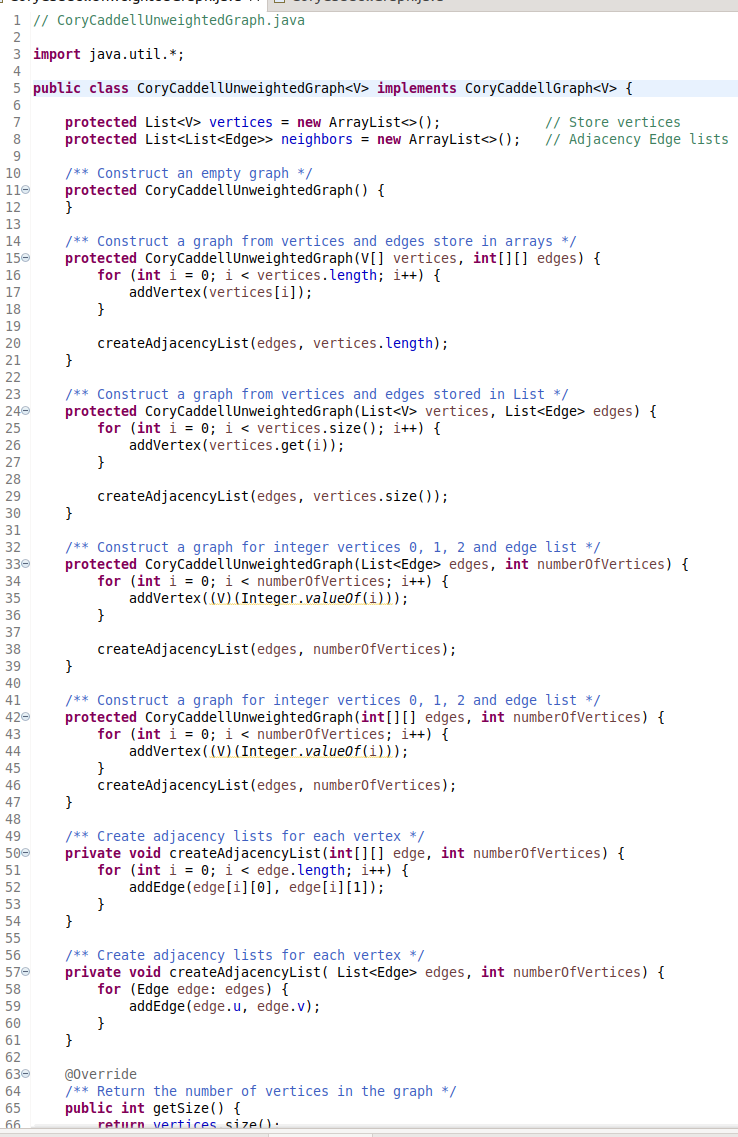 1 // CoryCaddellUnweightedGraph.java
2
3 import java.util.*;
4
5 public class CoryCaddellUnweightedGraph<V> implements CoryCaddellGraph<V> {
6
7     protected List<V> vertices = new ArrayList<>();             // Store vertices
8     protected List<List<Edge>> neighbors = new ArrayList<>();   // Adjacency Edge lists
9
10     /** Construct an empty graph */
11     protected CoryCaddellUnweightedGraph() {
12     }
13
14     /** Construct a graph from vertices and edges store in arrays */
15     protected CoryCaddellUnweightedGraph(V[] vertices, int[][] edges) {
16         for (int i = 0; i < vertices.length; i++) {
17             addVertex(vertices[i]);
18         }
19
20         createAdjacencyList(edges, vertices.length);
21     }
22
23     /** Construct a graph from vertices and edges stored in List */
24     protected CoryCaddellUnweightedGraph(List<V> vertices, List<Edge> edges) {
25         for (int i = 0; i < vertices.size(); i++) {
26             addVertex(vertices.get(i));
27         }
28
29         createAdjacencyList(edges, vertices.size());
30     }
31
32     /** Construct a graph for integer vertices 0, 1, 2 and edge list */
33     protected CoryCaddellUnweightedGraph(List<Edge> edges, int numberOfVertices) {
34         for (int i = 0; i < numberOfVertices; i++) {
35             addVertex((V)(Integer.valueOf(i)));
36         }
37
38         createAdjacencyList(edges, numberOfVertices);
39     }
40
41     /** Construct a graph for integer vertices 0, 1, 2 and edge list */
42     protected CoryCaddellUnweightedGraph(int[][] edges, int numberOfVertices) {
43         for (int i = 0; i < numberOfVertices; i++) {
44             addVertex((V)(Integer.valueOf(i)));
45         }
46         createAdjacencyList(edges, numberOfVertices);
47     }
48
49     /** Create adjacency lists for each vertex */
50     private void createAdjacencyList(int[][] edge, int numberOfVertices) {
51         for (int i = 0; i < edge.length; i++) {
52             addEdge(edge[i][0], edge[i][1]);
53         }
54     }
55
56     /** Create adjacency lists for each vertex */
57     private void createAdjacencyList( List<Edge> edges, int numberOfVertices) {
58         for (Edge edge: edges) {
59             addEdge(edge.u, edge.v);
60         }
61     }
62
63     @Override
64     /** Return the number of vertices in the graph */
65     public int getSize() {
66         return vertices.size();